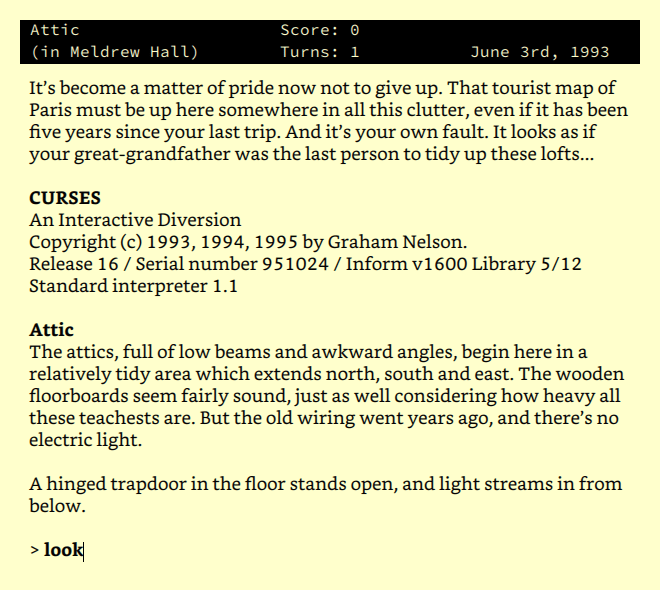 Attic Score: 0
(in Meldrew Hall) Turns: 1 June 3rd, 1993
It's become a matter of pride now not to give up. That tourist map of
Paris must be up here somewhere in all this clutter, even if it has been
five years since your last trip. And it's your own fault. It looks as if
your great-grandfather was the last person to tidy up these lofts...
CURSES
An Interactive Diversion
Copyright (c) 1993, 1994, 1995 by Graham Nelson.
Release 16 / Serial number 951024 / Inform v1600 Library 5/12
Standard interpreter 1.1
Attic
The attics, full of low beams and awkward angles, begin here in a
relatively tidy area which extends north, south and east. The wooden
floorboards seem fairly sound, just as well considering how heavy all
these teachests are. But the old wiring went years ago, and there's no
electric light.
A hinged trapdoor in the floor stands open, and light streams in from
below.
> look